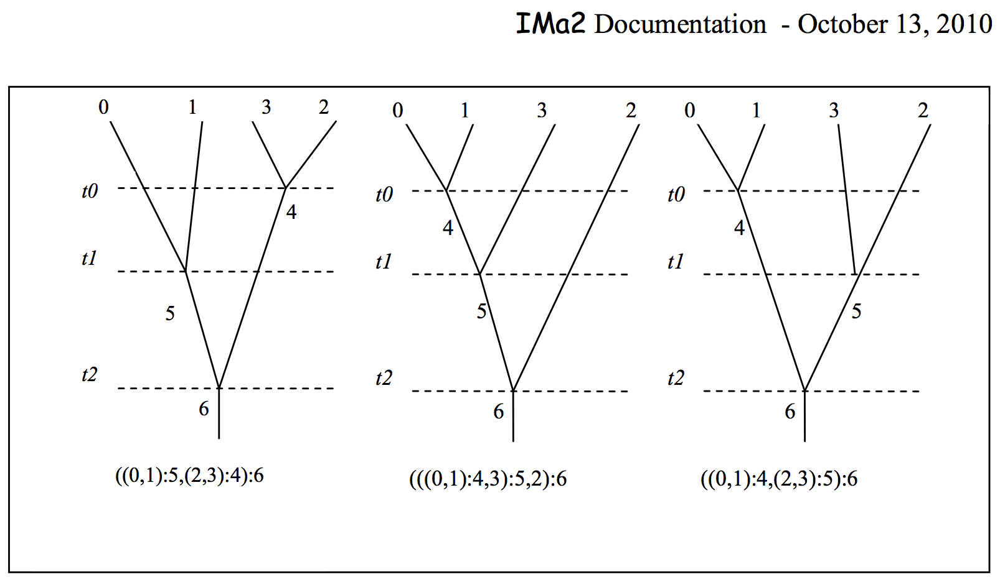 IMa2 Documentation - October 13, 2010
0 1 3 2
t0
4
t1
5
t2
6
((0,1):5,(2,3):4):6
0 1 3 2
t0
4
t1
5
t2
6
(((0,1):4,3):5,2):6
0 1 3 2
t0
4
t1
5
t2
6
((0,1):4,(2,3):5):6